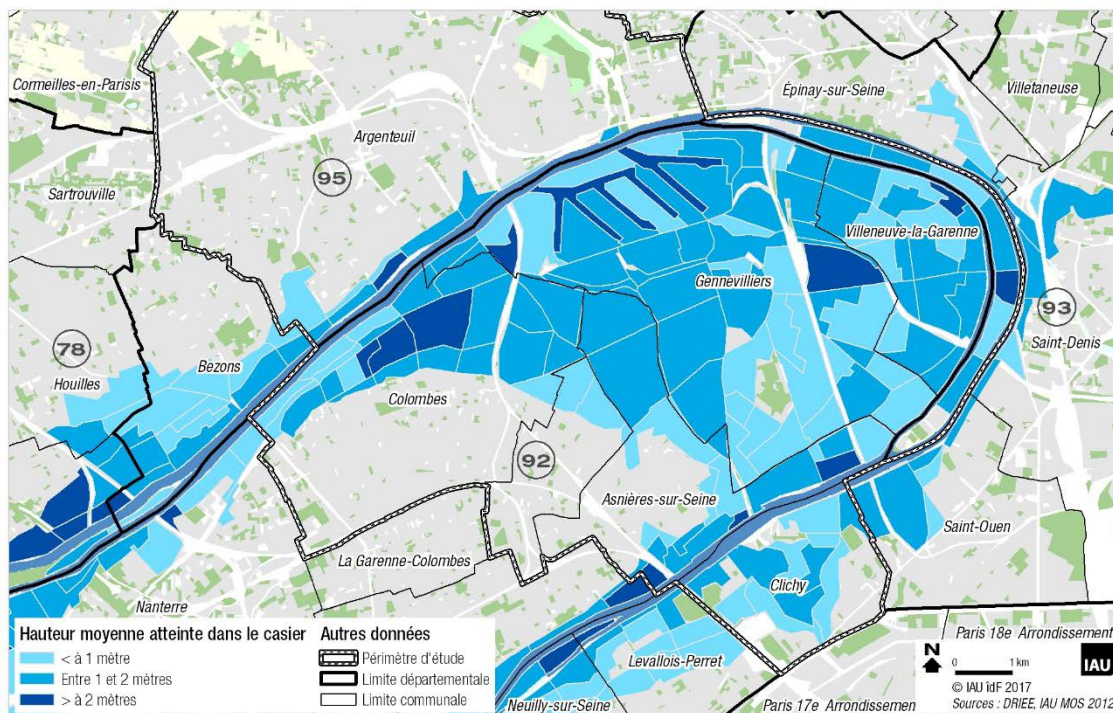 Cormeilles-en-Parisis
Épinay-sur-Seine
Villetaneuse
Argenteuil
95
Sartrouville
Villeneuve-la-Garenne
Gennevilliers
93
Saint-Denis
78
Houilles
Bezons
Colombes
92
Asnières-sur-Seine
Saint-Ouen
La Garenne-Colombes
Clichy
Nanterre
Levallois-Perret
Neuilly-sur-Seine
Paris 18e Arrondissement
Paris 17e Arrondissemen
Hauteur moyenne atteinte dans le casier
< à 1 mètre
Entre 1 et 2 mètres
> à 2 mètres
Autres données
Périmètre d'étude
Limite départementale
Limite communale
N
0 1 km
IAU
© IAU îdF 2017
Sources : DRIEE, IAU MOS 2012